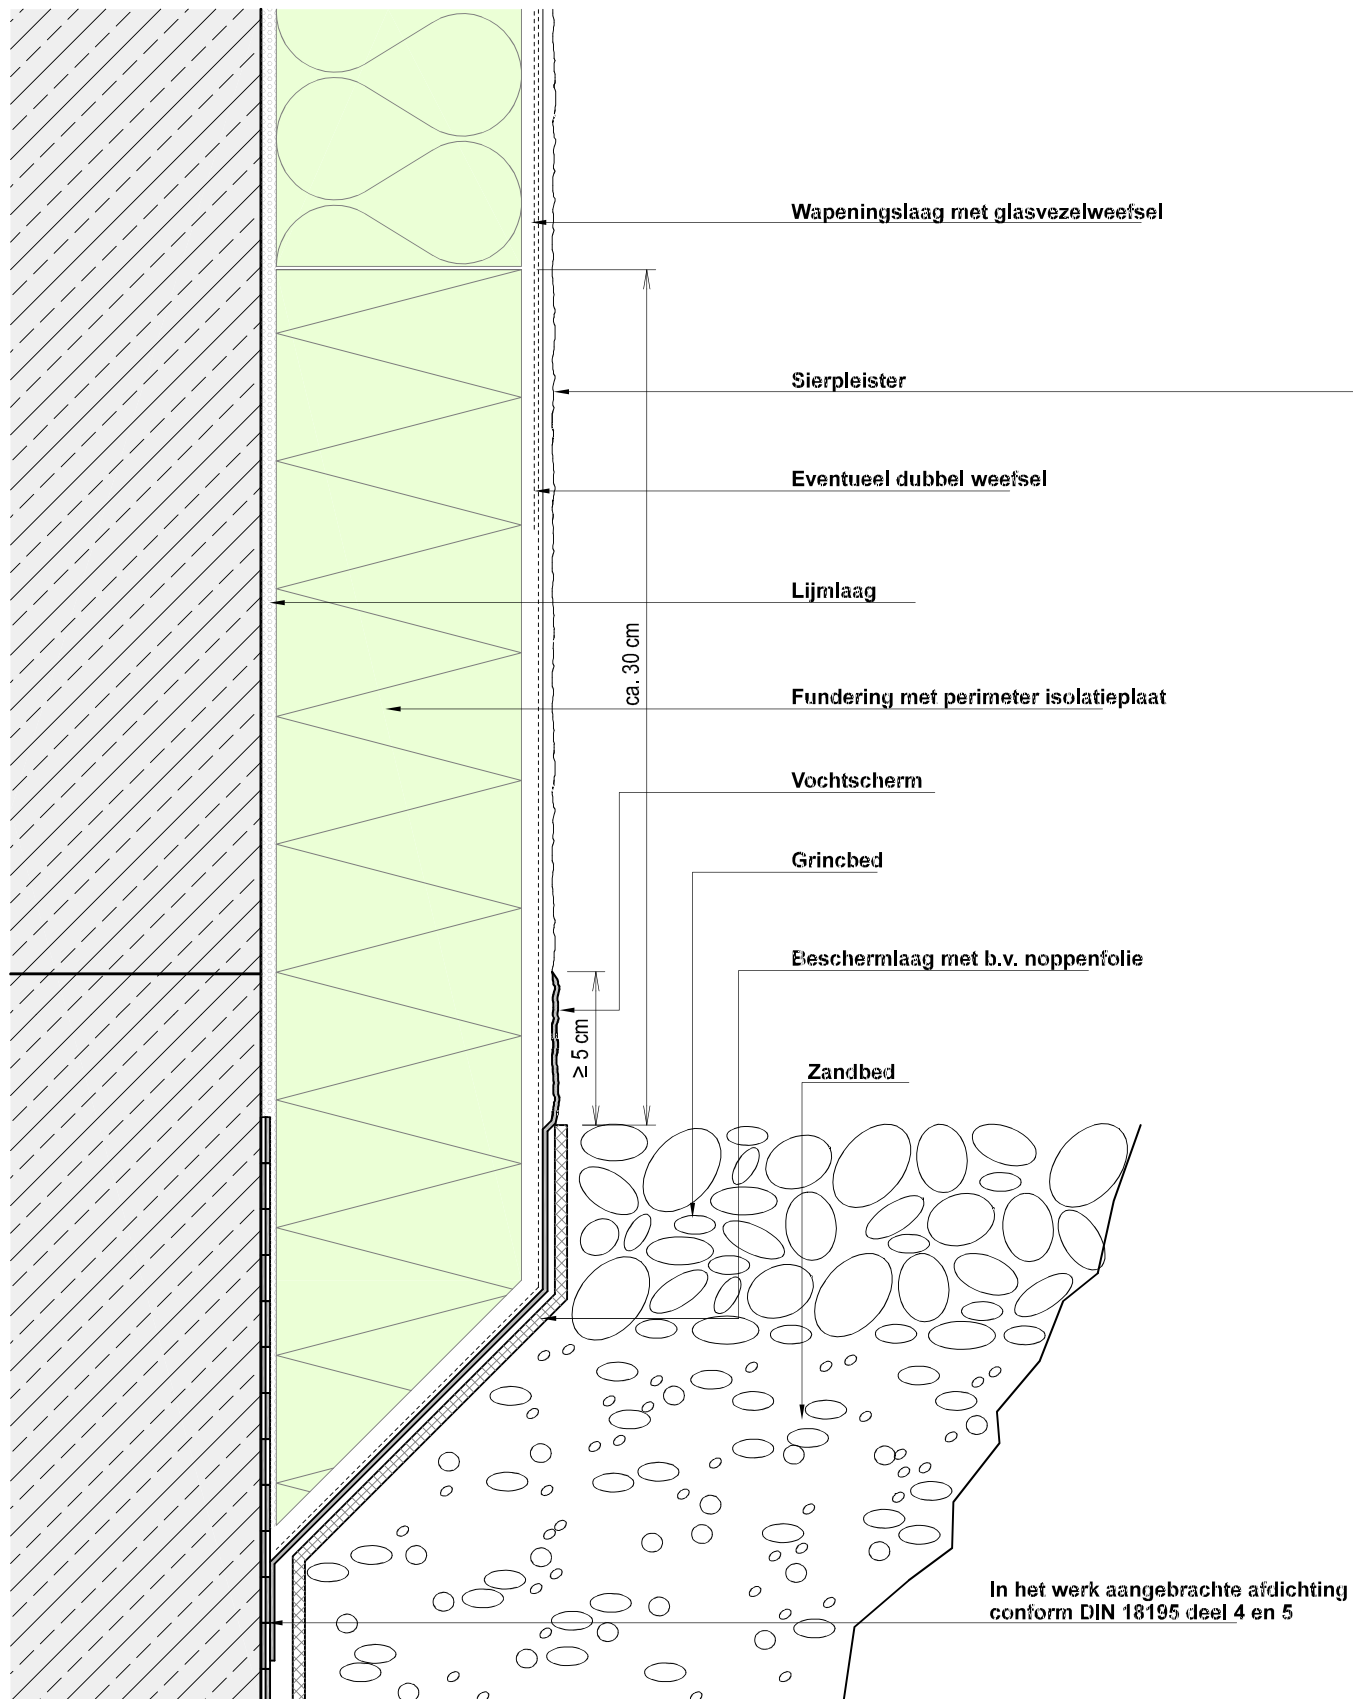 Wapeningslaag met glasvezelweefsel
Sierpleister
Eventueel dubbel weefsel
Lijmlaag
ca. 30 cm
Fundering met perimeter isolatieplaat
Vochtscherm
Grincbed
Beschermlaag met b.v. noppenfolie
≥ 5 cm
Zandbed
In het werk aangebrachte afdichting
conform DIN 18195 deel 4 en 5